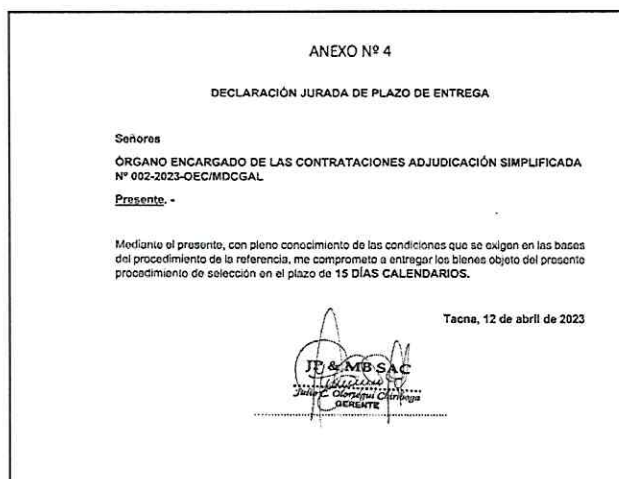 ANEXO Nº 4
DECLARACIÓN JURADA DE PLAZO DE ENTREGA
Señores
ÓRGANO ENCARGADO DE LAS CONTRATACIONES ADJUDICACIÓN SIMPLIFICADA
Nº 002-2023-OEC/MDCGAL
Presente. -
Mediante el presente, con pleno conocimiento de las condiciones que se exigen en las bases
del procedimiento de la referencia, me comprometo a entregar los bienes objeto del presente
procedimiento de selección en el plazo de 15 DÍAS CALENDARIOS.
Tacna, 12 de abril de 2023
JP & MB SAC
Julio C. Chiriboga
GERENTE